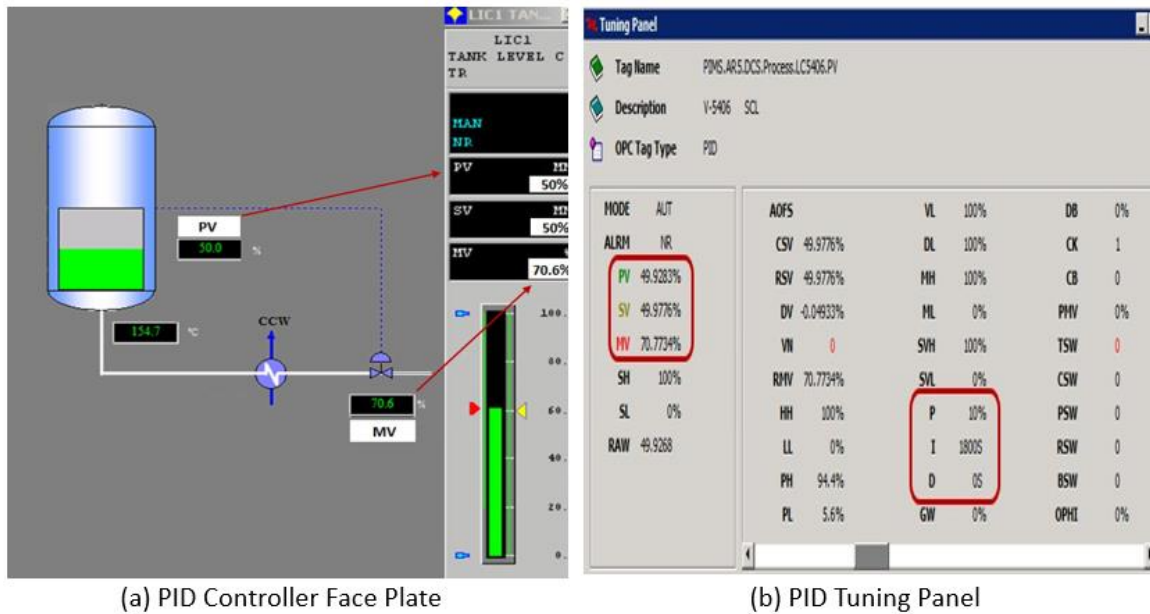 LIC1 TAN...
LIC1
TANK LEVEL C
TR
MAN
NR
PV
50%
SV
50%
MV
70.6%
PV
50.0 %
154.7 °C
CCW
70.6 %
MV
100.
80.
60.
40.
20.
0.
(a) PID Controller Face Plate
Tuning Panel
Tag Name PIMS.AR5.DCS.Process.LC5406.PV
Description V-5406 SCL
OPC Tag Type PID
MODE AUT
ALRM NR
PV 49.9283%
SV 49.9776%
MV 70.7734%
SH 100%
SL 0%
RAW 49.9268
AOFS VL 100% DB 0%
CSV 49.9776% DL 100% CK 1
RSV 49.9776% MH 100% CB 0
DV -0.04933% ML 0% PMV 0%
VN 0 SVH 100% TSW 0
RMV 70.7734% SVL 0% CSW 0
HH 100% P 10% PSW 0
LL 0% I 1800S RSW 0
PH 94.4% D 0S BSW 0
PL 5.6% GW 0% OPHI 0%
(b) PID Tuning Panel